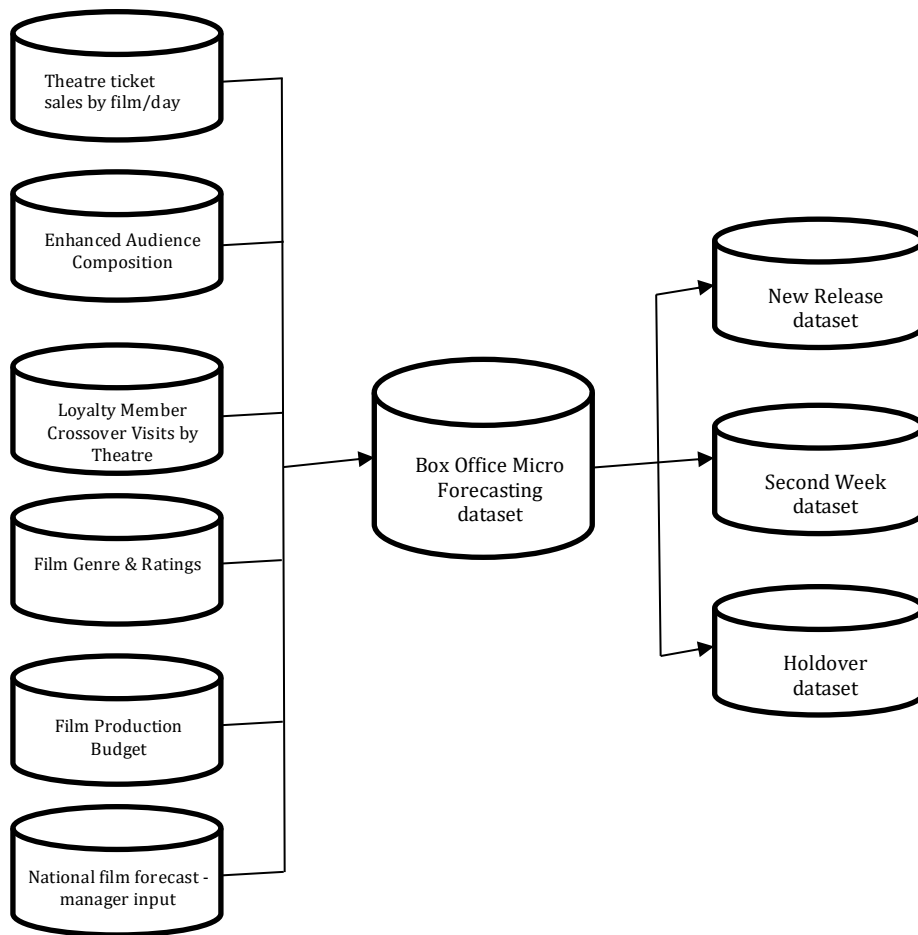 Theatre ticket
sales by film/day
Enhanced Audience
Composition
Loyalty Member
Crossover Visits by
Theatre
Film Genre & Ratings
Film Production
Budget
National film forecast -
manager input
Box Office Micro
Forecasting
dataset
New Release
dataset
Second Week
dataset
Holdover
dataset